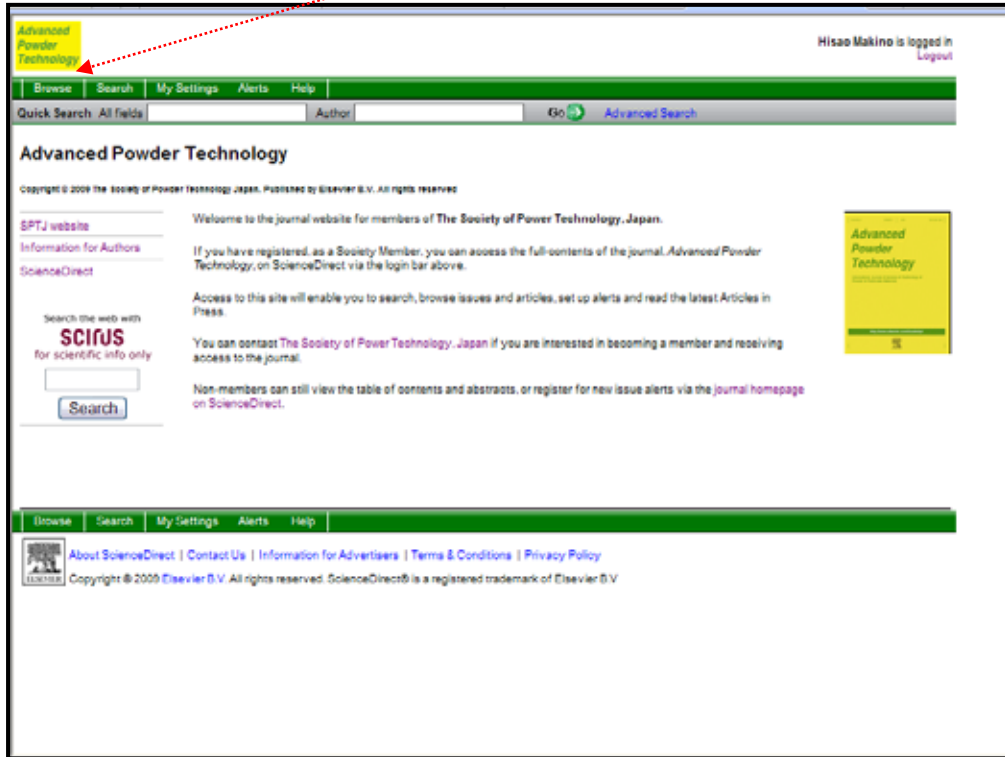 Advanced
Powder
Technology
Hisao Makino is logged in
Logout
Browse Search My Settings Alerts Help
Quick Search All fields Author Go Advanced Search
Advanced Powder Technology
Copyright © 2009 The Society of Powder Technology Japan. Published by Elsevier B.V. All rights reserved
SPTJ website
Information for Authors
ScienceDirect
Search the web with
SCIRUS
for scientific info only
Search
Welcome to the journal website for members of The Society of Power Technology, Japan.
If you have registered, as a Society Member, you can access the full-contents of the journal, Advanced Powder
Technology, on ScienceDirect via the login bar above.
Access to this site will enable you to search, browse issues and articles, set up alerts and read the latest Articles in
Press.
You can contact The Society of Power Technology, Japan if you are interested in becoming a member and receiving
access to the journal.
Non-members can still view the table of contents and abstracts, or register for new issue alerts via the journal homepage
on ScienceDirect.
Advanced
Powder
Technology
Browse Search My Settings Alerts Help
About ScienceDirect | Contact Us | Information for Advertisers | Terms & Conditions | Privacy Policy
ELSEVIER
Copyright © 2009 Elsevier B.V. All rights reserved. ScienceDirect® is a registered trademark of Elsevier B.V